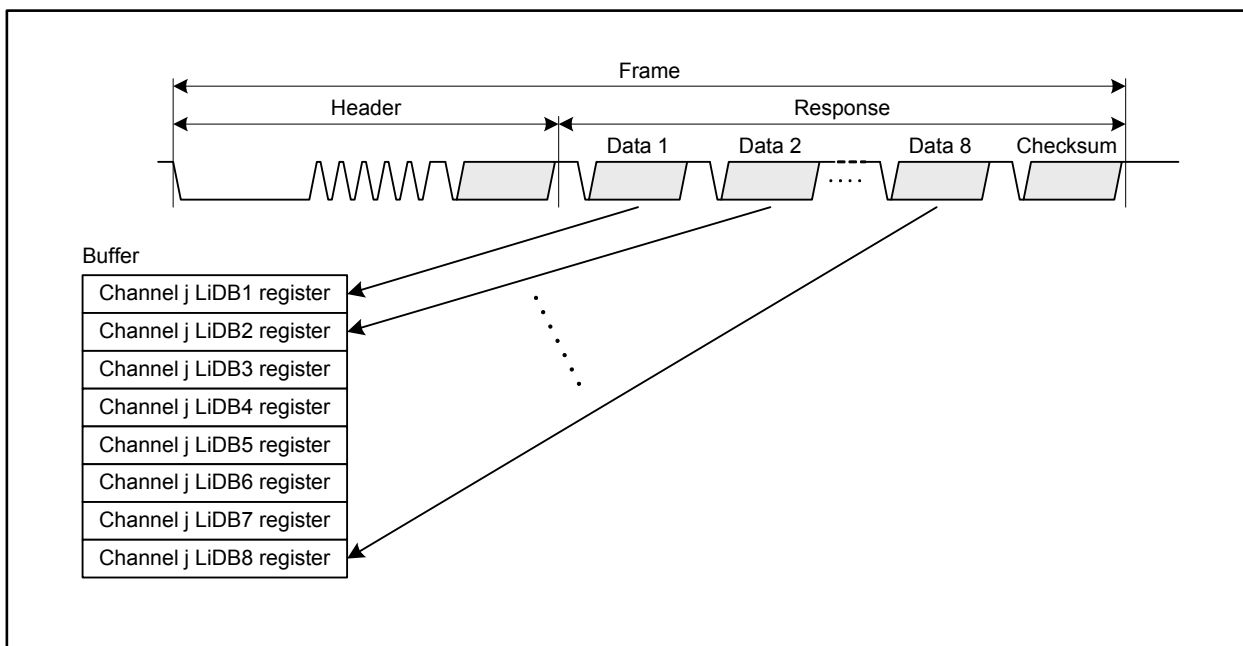 Frame
Header
Response
Data 1
Data 2
Data 8
Checksum
Buffer
Channel j LiDB1 register
Channel j LiDB2 register
Channel j LiDB3 register
Channel j LiDB4 register
Channel j LiDB5 register
Channel j LiDB6 register
Channel j LiDB7 register
Channel j LiDB8 register